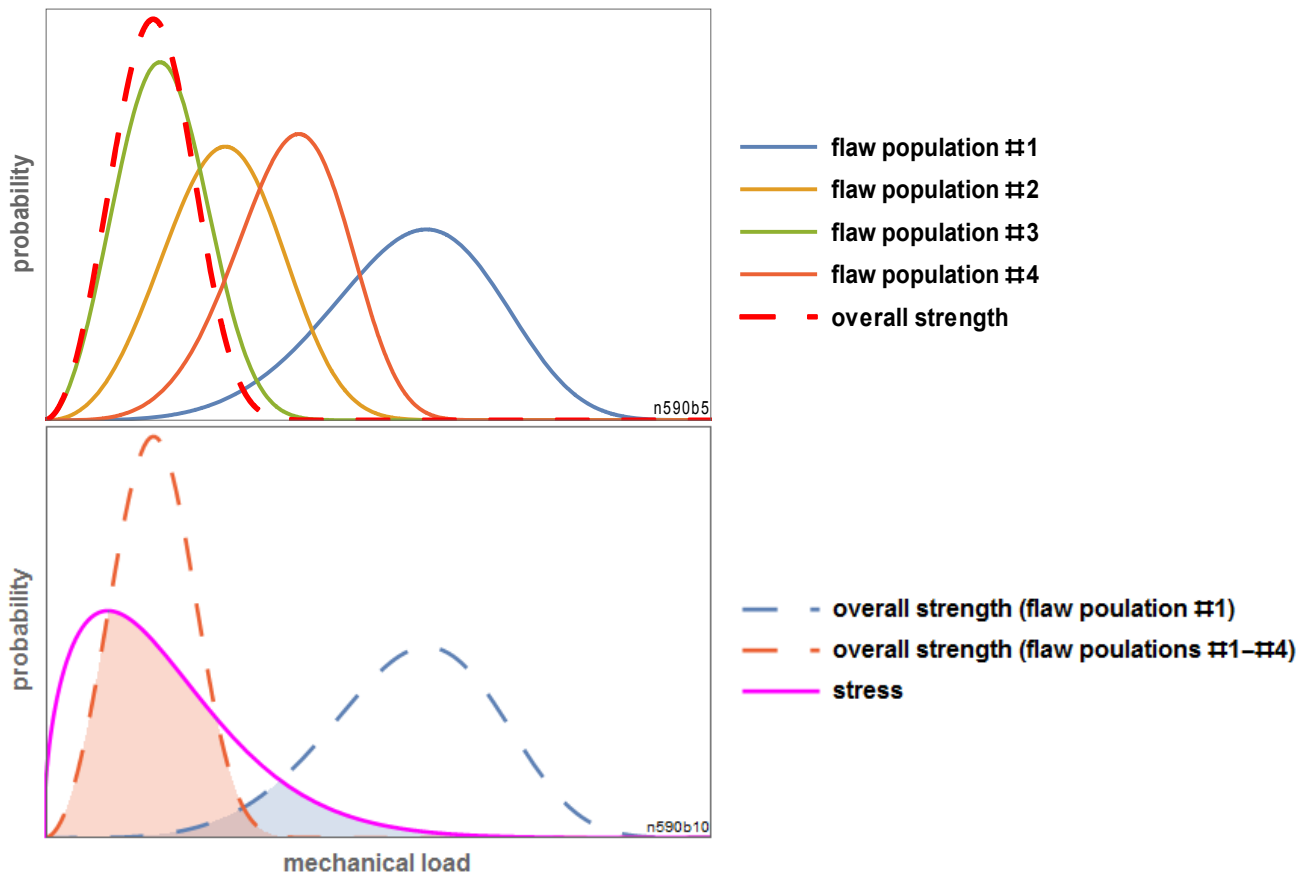 probability
flaw population #1
flaw population #2
flaw population #3
flaw population #4
overall strength
n590b5
probability
overall strength (flaw poulation #1)
overall strength (flaw poulations #1–#4)
stress
n590b10
mechanical load